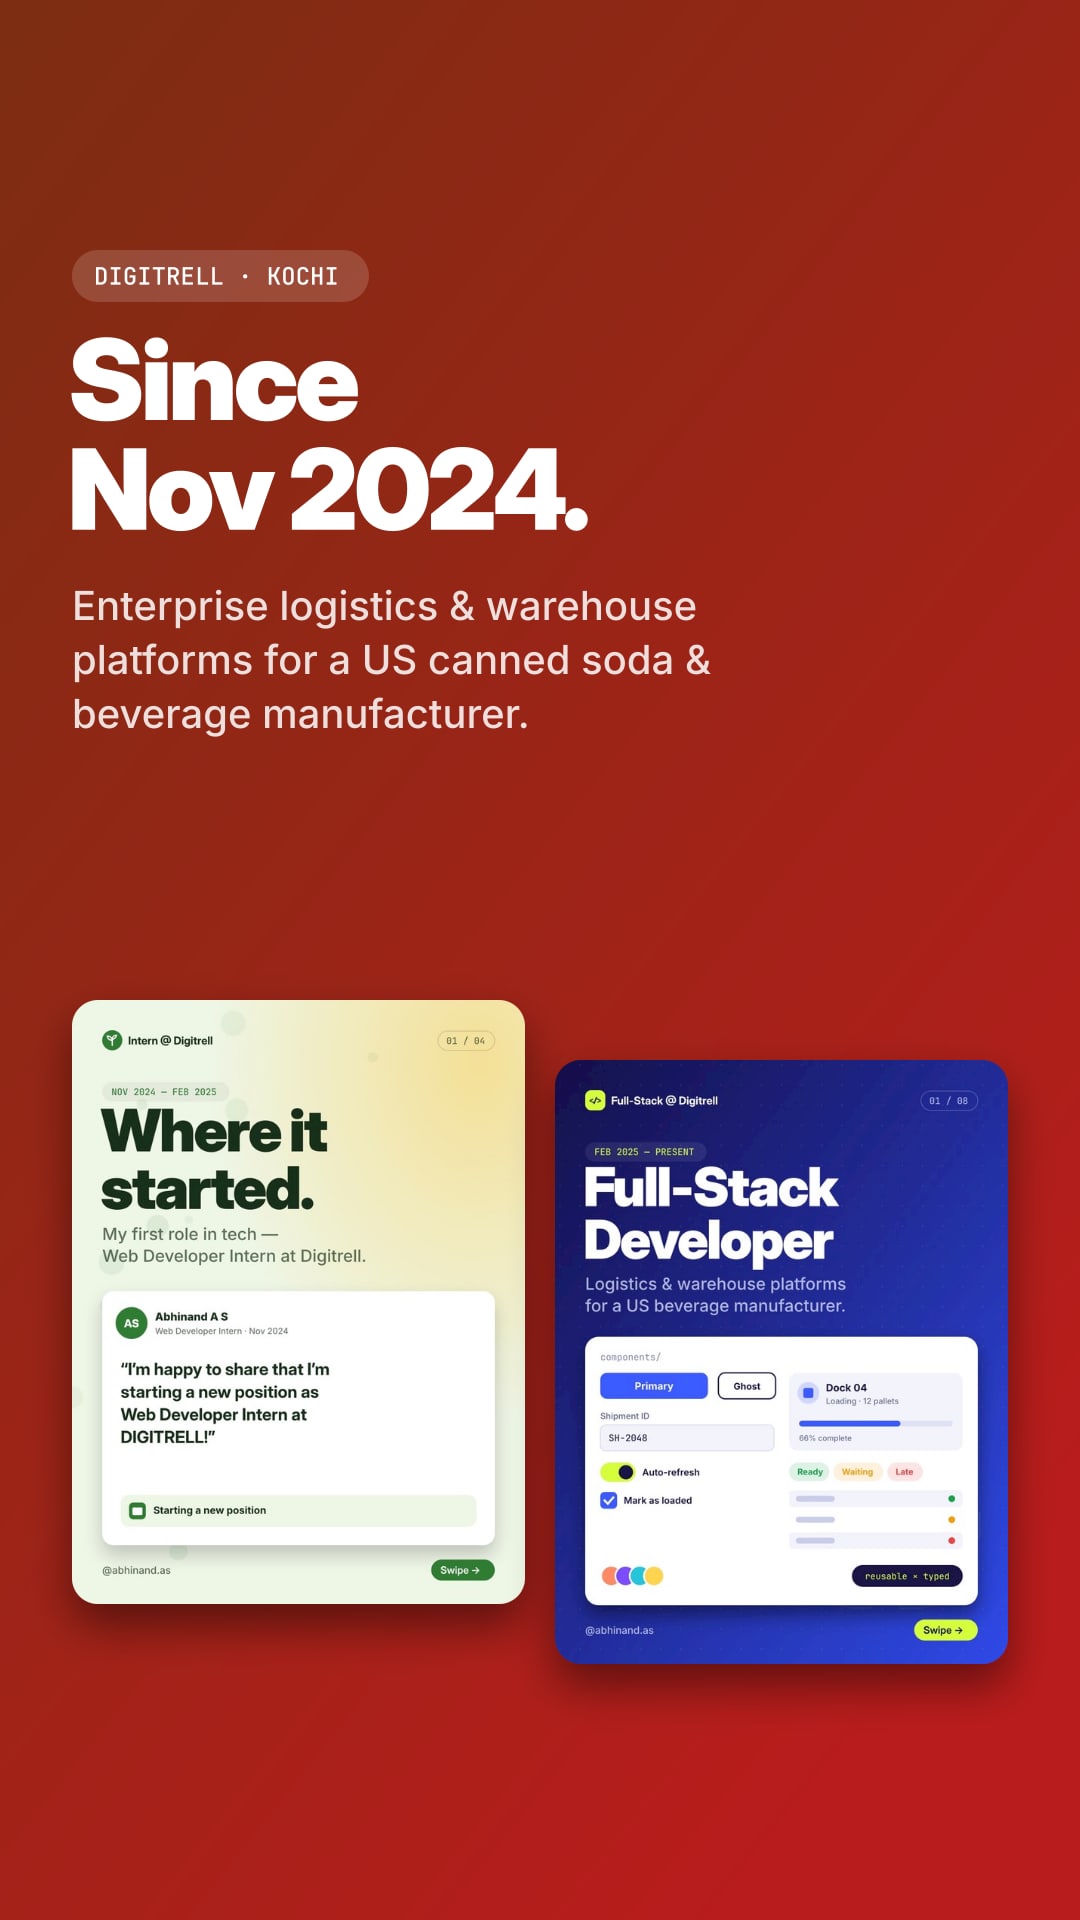 DIGITRELL · KOCHI
Since
Nov 2024.
Enterprise logistics & warehouse
platforms for a US canned soda &
beverage manufacturer.
Intern @ Digitrell
01 / 04
NOV 2024 — FEB 2025
Where it
started.
My first role in tech —
Web Developer Intern at Digitrell.
AS
Abhinand A S
Web Developer Intern · Nov 2024
“I’m happy to share that I’m
starting a new position as
Web Developer Intern at
DIGITRELL!”
Starting a new position
@abhinand.as
Swipe →
</> Full-Stack @ Digitrell
01 / 08
FEB 2025 — PRESENT
Full-Stack
Developer
Logistics & warehouse platforms
for a US beverage manufacturer.
components/
Primary
Ghost
Shipment ID
SH-2048
Auto-refresh
Mark as loaded
Dock 04
Loading · 12 pallets
66% complete
Ready
Waiting
Late
reusable × typed
@abhinand.as
Swipe →